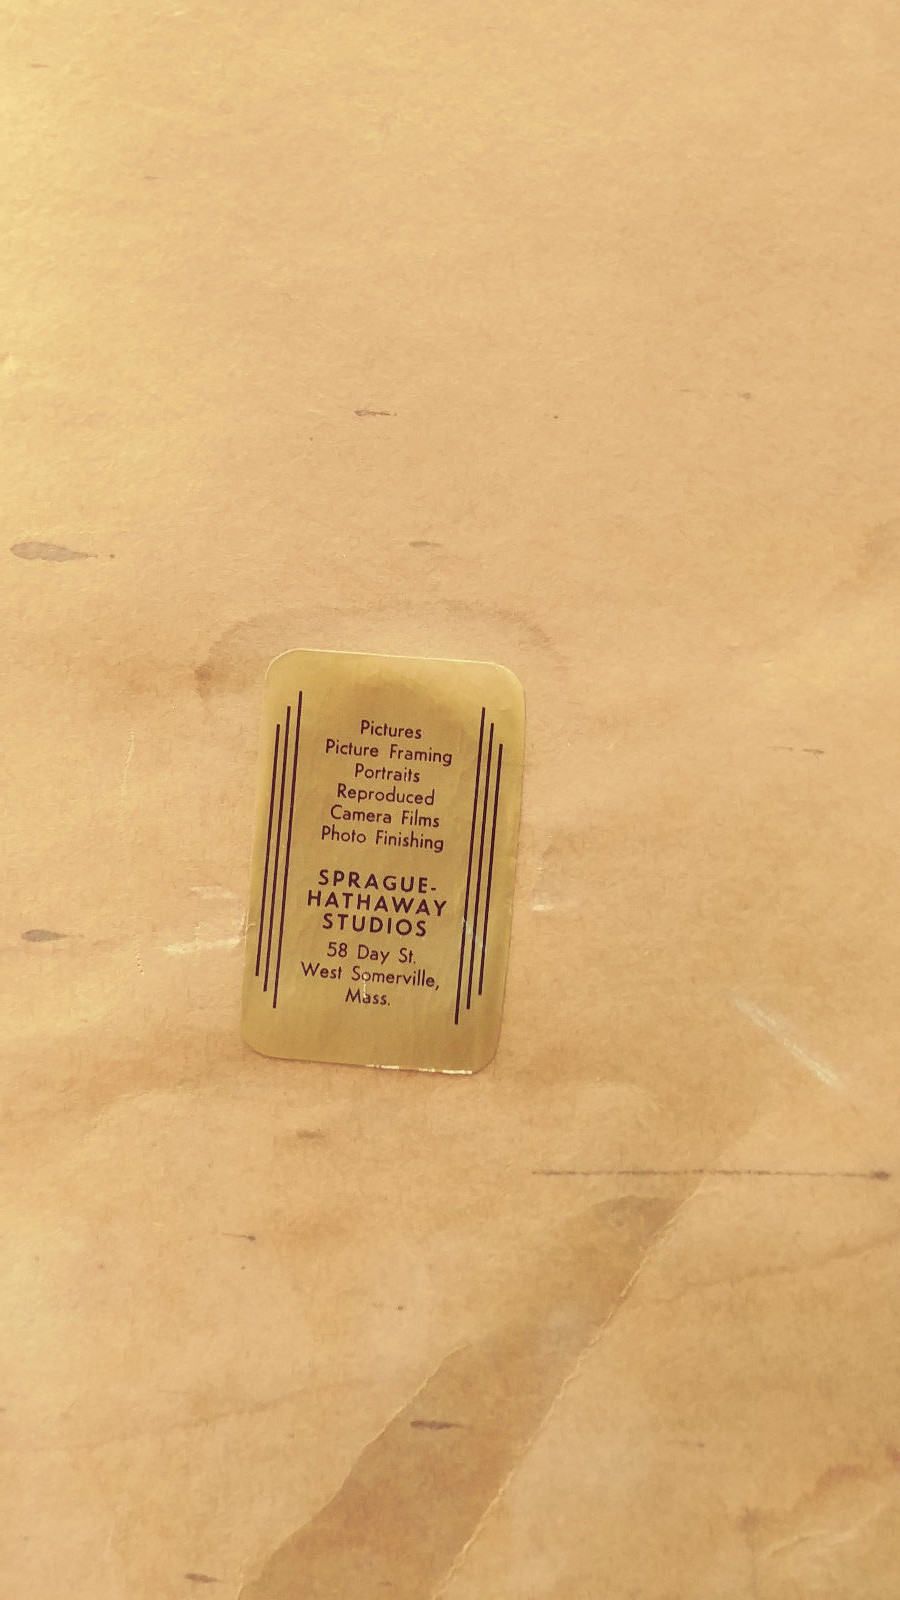 Pictures
Picture Framing
Portraits
Reproduced
Camera Films
Photo Finishing
SPRAGUE-
HATHAWAY
STUDIOS
58 Day St.
West Somerville,
Mass.